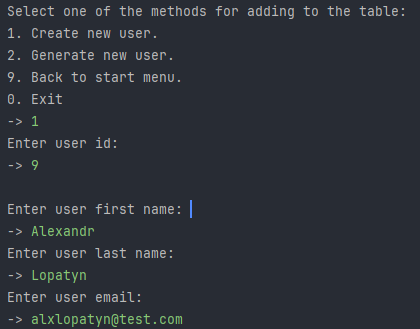 Select one of the methods for adding to the table:
1. Create new user.
2. Generate new user.
9. Back to start menu.
0. Exit
-> 1
Enter user id:
-> 9
Enter user first name:
-> Alexandr
Enter user last name:
-> Lopatyn
Enter user email:
-> alxlopatyn@test.com